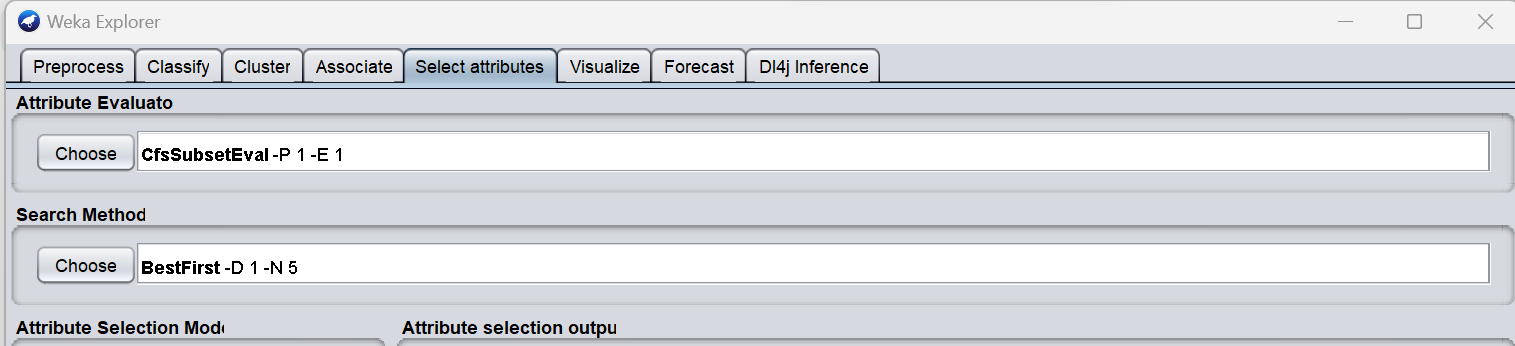 Weka Explorer
Preprocess Classify Cluster Associate Select attributes Visualize Forecast Dl4j Inference
Attribute Evaluato
Choose CfsSubsetEval -P 1 -E 1
Search Method
Choose BestFirst -D 1 -N 5
Attribute Selection Mode Attribute selection outpu